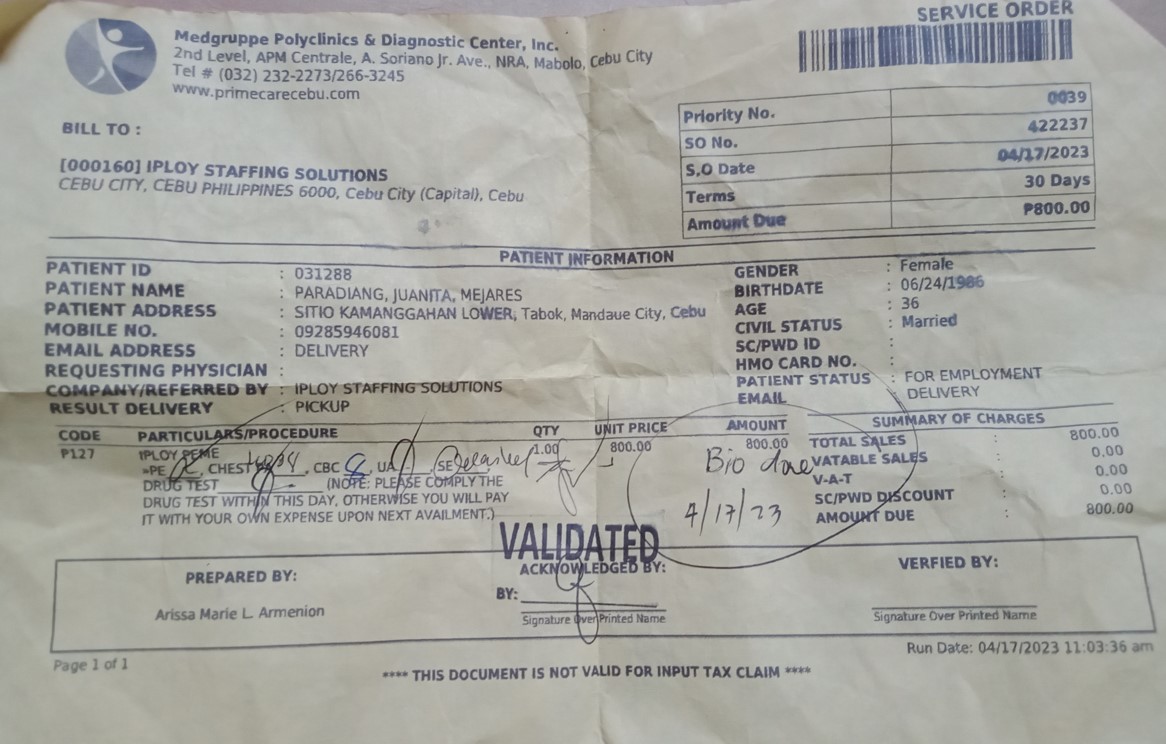 SERVICE ORDER
Medgruppe Polyclinics & Diagnostic Center, Inc.
2nd Level, APM Centrale, A. Soriano Jr. Ave., NRA, Mabolo, Cebu City
Tel # (032) 232-2273/266-3245
www.primecarecebu.com
Priority No. 0039
SO No. 422237
S.O Date 04/17/2023
Terms 30 Days
Amount Due ₱800.00
BILL TO :
[000160] IPLOY STAFFING SOLUTIONS
CEBU CITY, CEBU PHILIPPINES 6000, Cebu City (Capital), Cebu
PATIENT INFORMATION
PATIENT ID : 031288
PATIENT NAME : PARADIANG, JUANITA, MEJARES
PATIENT ADDRESS : SITIO KAMANGGAHAN LOWER, Tabok, Mandaue City, Cebu
MOBILE NO. : 09285946081
EMAIL ADDRESS : DELIVERY
REQUESTING PHYSICIAN :
COMPANY/REFERRED BY : IPLOY STAFFING SOLUTIONS
RESULT DELIVERY : PICKUP
GENDER : Female
BIRTHDATE : 06/24/1986
AGE : 36
CIVIL STATUS : Married
SC/PWD ID :
HMO CARD NO. :
PATIENT STATUS : FOR EMPLOYMENT
EMAIL DELIVERY
CODE PARTICULARS/PROCEDURE QTY UNIT PRICE AMOUNT
P127 IPLOY PEME 1.00 800.00 800.00
»PE , CHEST , CBC , UA , SE
DRUG TEST (NOTE: PLEASE COMPLY THE
DRUG TEST WITHIN THIS DAY, OTHERWISE YOU WILL PAY
IT WITH YOUR OWN EXPENSE UPON NEXT AVAILMENT.)
Bio done
4/17/23
SUMMARY OF CHARGES
TOTAL SALES : 800.00
VATABLE SALES : 0.00
V-A-T : 0.00
SC/PWD DISCOUNT : 0.00
AMOUNT DUE : 800.00
VALIDATED
PREPARED BY:
Arissa Marie L. Armenion
ACKNOWLEDGED BY:
BY:
Signature Over Printed Name
VERFIED BY:
Signature Over Printed Name
Run Date: 04/17/2023 11:03:36 am
Page 1 of 1
**** THIS DOCUMENT IS NOT VALID FOR INPUT TAX CLAIM ****